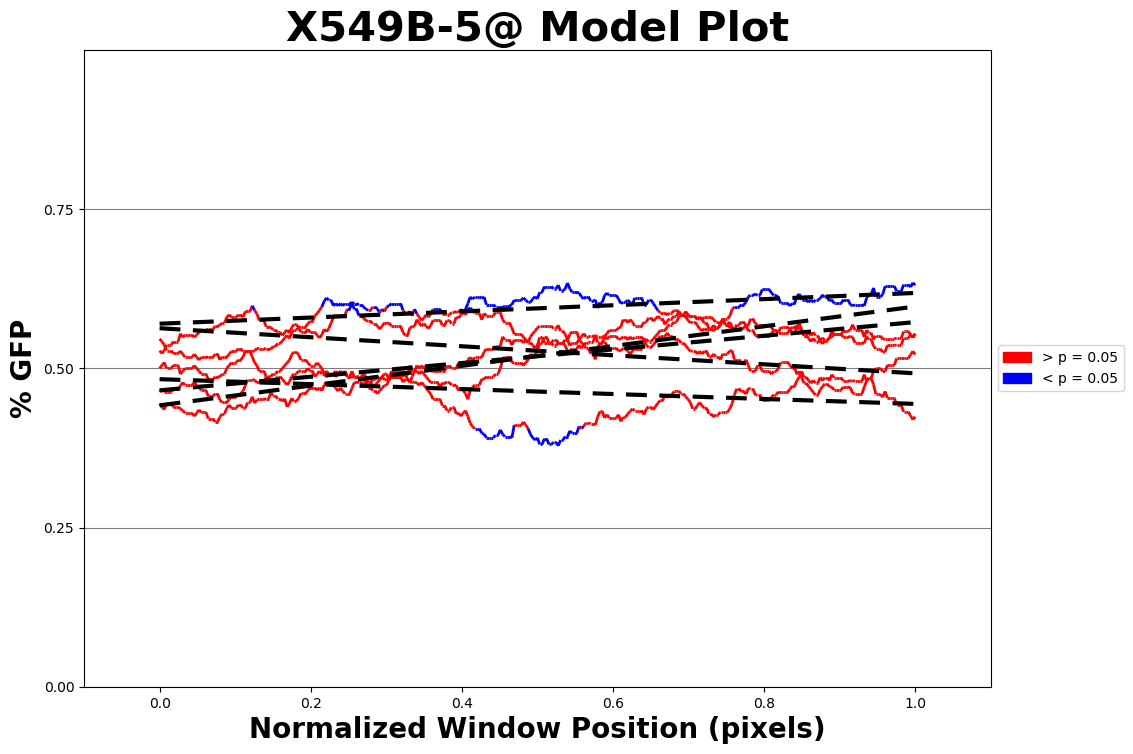 X549B-5@ Model Plot
% GFP
0.75
0.50
0.25
0.00
0.0 0.2 0.4 0.6 0.8 1.0
Normalized Window Position (pixels)
> p = 0.05
< p = 0.05